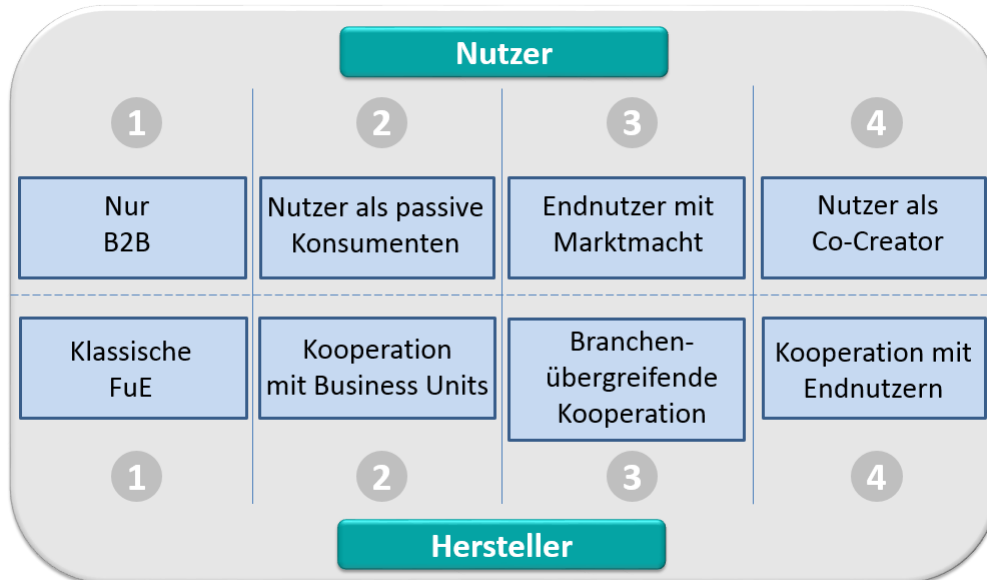 Nutzer
1
2
3
4
Nur
B2B
Nutzer als passive
Konsumenten
Endnutzer mit
Marktmacht
Nutzer als
Co-Creator
Klassische
FuE
Kooperation
mit Business Units
Branchen-
übergreifende
Kooperation
Kooperation mit
Endnutzern
1
2
3
4
Hersteller